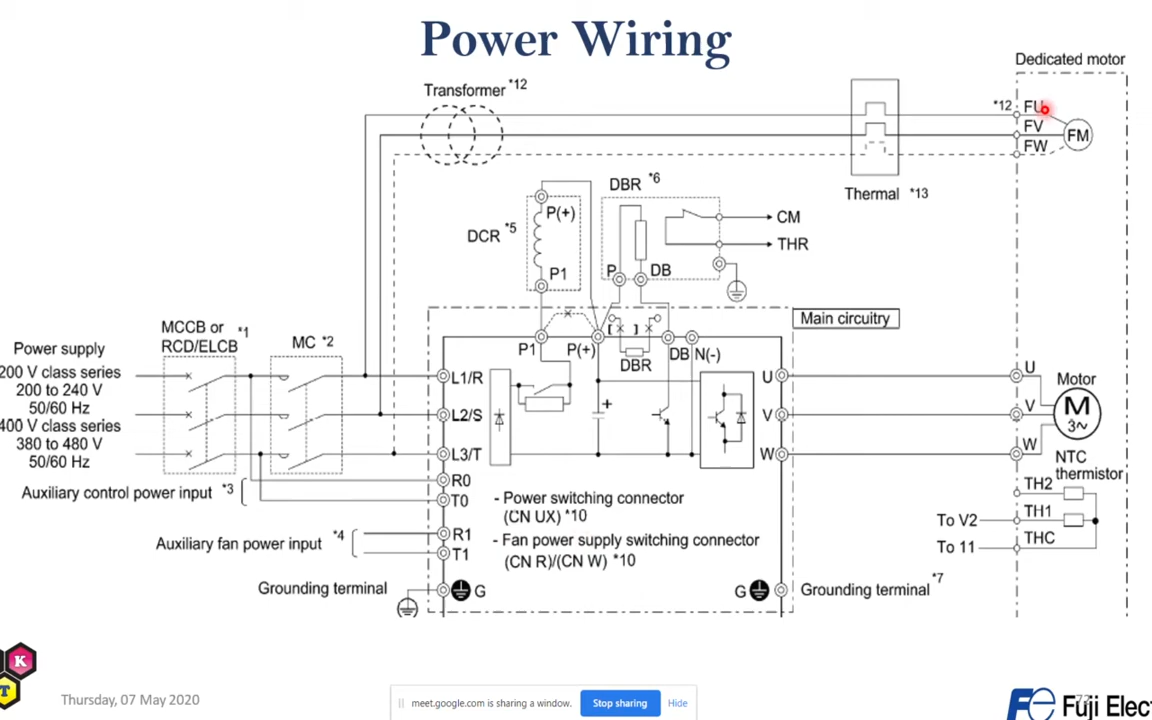 Power Wiring
Dedicated motor
Transformer *12
*12
FU
FV
FW
FM
Thermal *13
DBR *6
CM
THR
DCR *5
P(+)
P1
P
DB
Main circuitry
MCCB or
RCD/ELCB *1
MC *2
Power supply
200 V class series
200 to 240 V
50/60 Hz
400 V class series
380 to 480 V
50/60 Hz
P1
P(+)
[ ]
DBR
DB
N(-)
L1/R
L2/S
L3/T
R0
T0
R1
T1
+
U
V
W
U
V
W
Motor
M
3~
NTC
thermistor
TH2
TH1
THC
To V2
To 11
Auxiliary control power input *3
Auxiliary fan power input *4
- Power switching connector
(CN UX) *10
- Fan power supply switching connector
(CN R)/(CN W) *10
Grounding terminal
G
G
Grounding terminal *7
K
T
Thursday, 07 May 2020
meet.google.com is sharing a window.
Stop sharing
Hide
Fuji Elect